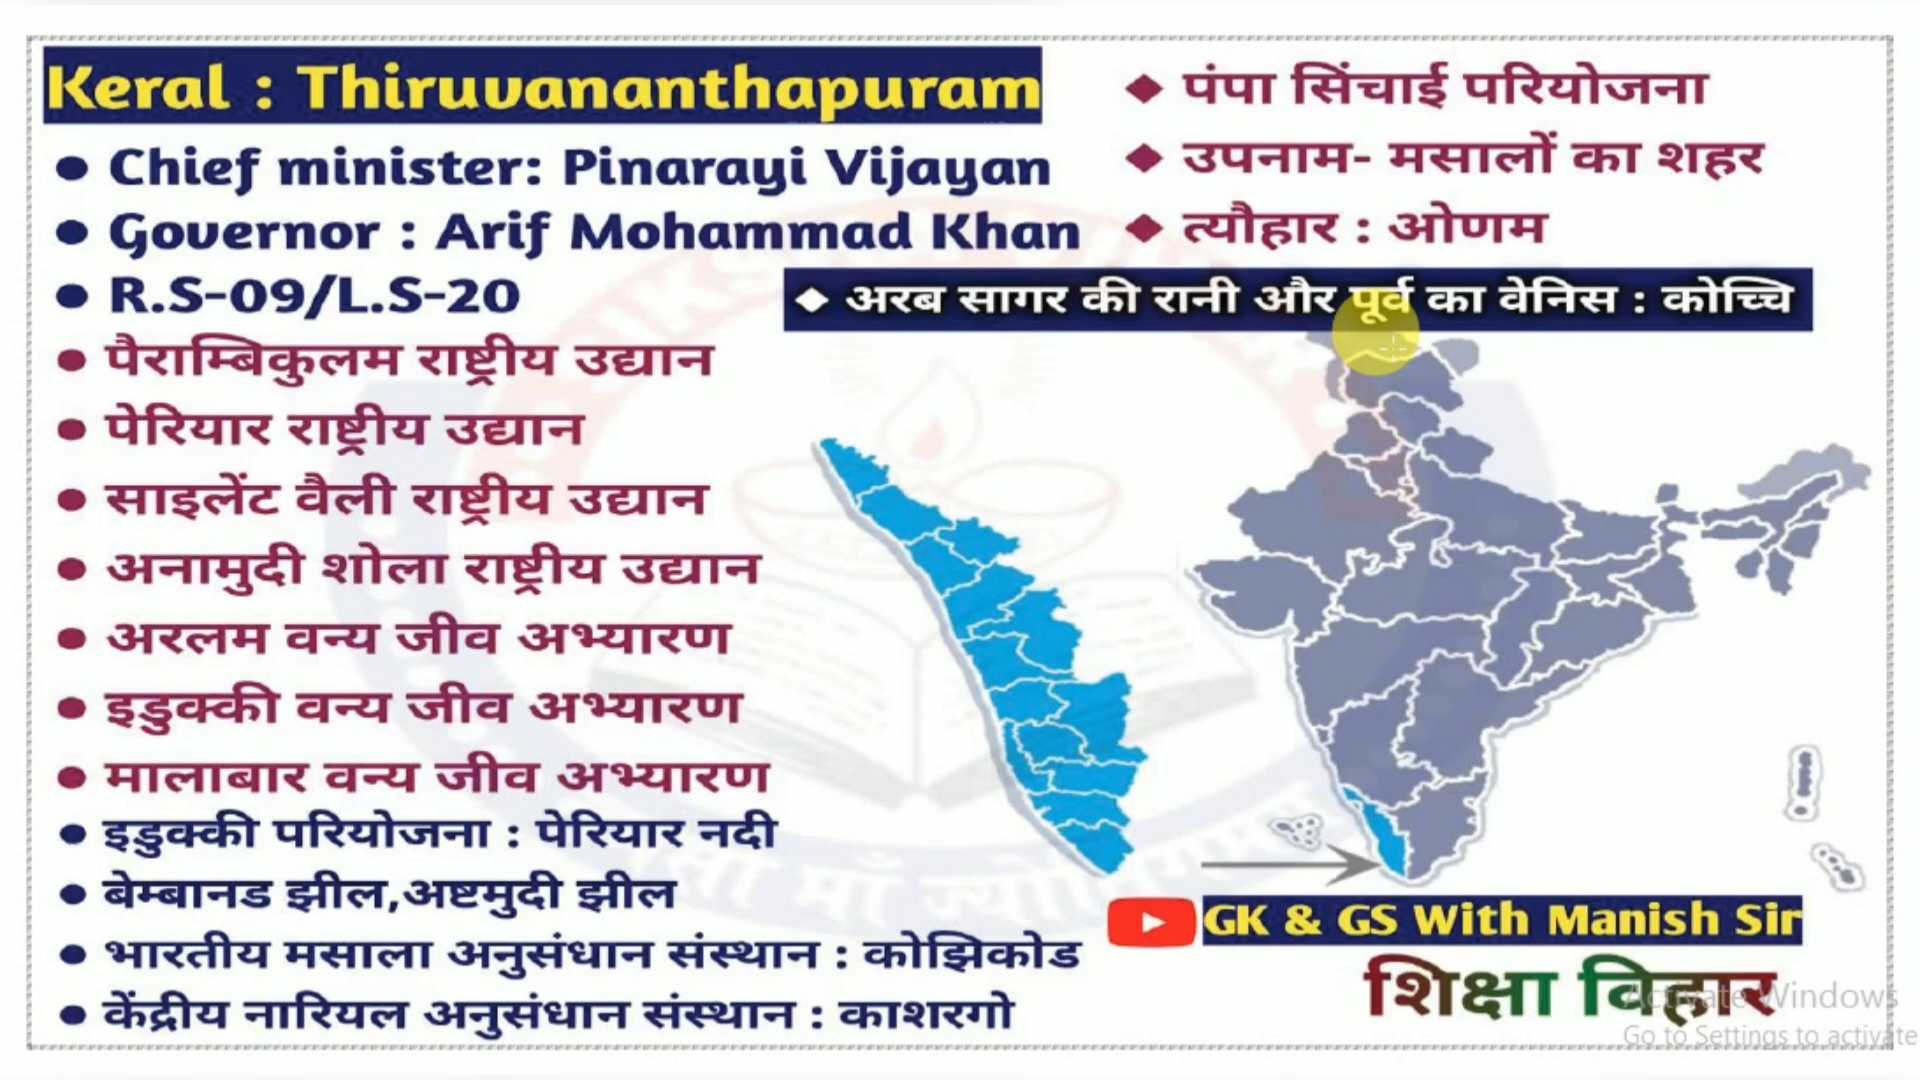 Keral : Thiruvananthapuram
• Chief minister: Pinarayi Vijayan
• Governor : Arif Mohammad Khan
• R.S-09/L.S-20
• पैराम्बिकुलम राष्ट्रीय उद्यान
• पेरियार राष्ट्रीय उद्यान
• साइलेंट वैली राष्ट्रीय उद्यान
• अनामुदी शोला राष्ट्रीय उद्यान
• अरलम वन्य जीव अभ्यारण
• इडुक्की वन्य जीव अभ्यारण
• मालाबार वन्य जीव अभ्यारण
• इडुक्की परियोजना : पेरियार नदी
• बेम्बानड झील,अष्टमुदी झील
• भारतीय मसाला अनुसंधान संस्थान : कोझिकोड
• केंद्रीय नारियल अनुसंधान संस्थान : काशरगो
◆ पंपा सिंचाई परियोजना
◆ उपनाम- मसालों का शहर
◆ त्यौहार : ओणम
◆ अरब सागर की रानी और पूर्व का वेनिस : कोच्चि
GK & GS With Manish Sir
शिक्षा विहार
Activate Windows
Go to Settings to activate